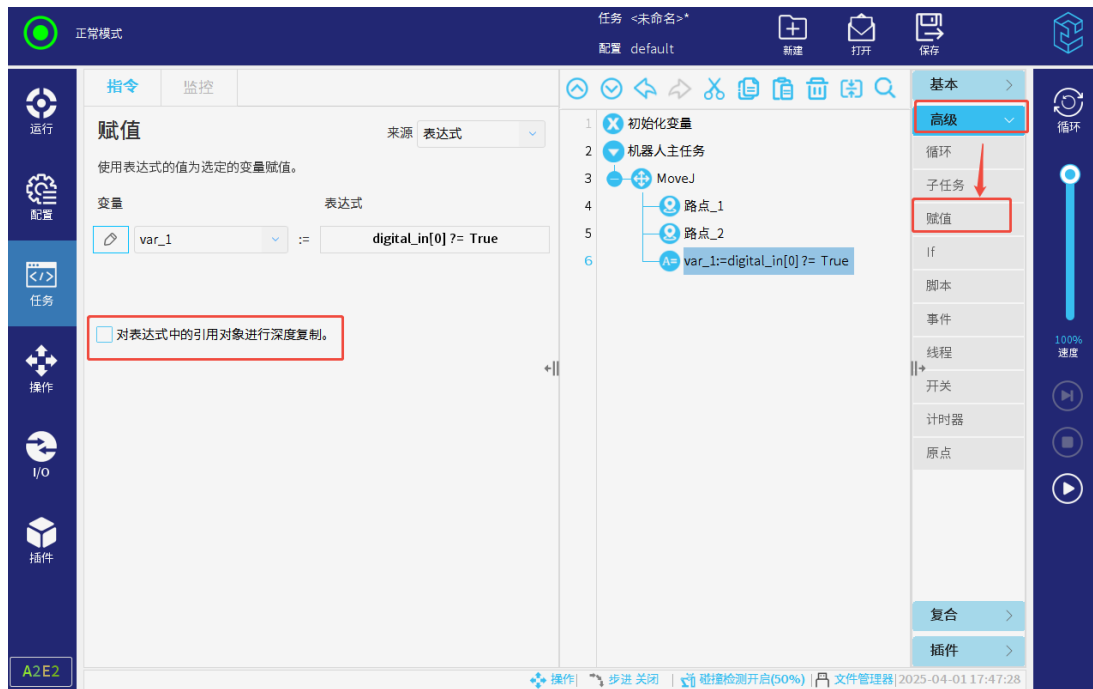 正常模式
任务 <未命名>*
配置 default
新建
打开
保存
运行
配置
任务
操作
I/O
插件
A2E2
指令
监控
赋值
来源 表达式
使用表达式的值为选定的变量赋值。
变量
表达式
var_1 := digital_in[0] ?= True
对表达式中的引用对象进行深度复制。
1 初始化变量
2 机器人主任务
3 MoveJ
4 路点_1
5 路点_2
6 A= var_1:=digital_in[0] ?= True
基本
高级
循环
子任务
赋值
If
脚本
事件
线程
开关
计时器
原点
复合
插件
循环
100%
速度
操作 步进 关闭 碰撞检测开启(50%) 文件管理器 2025-04-01 17:47:28